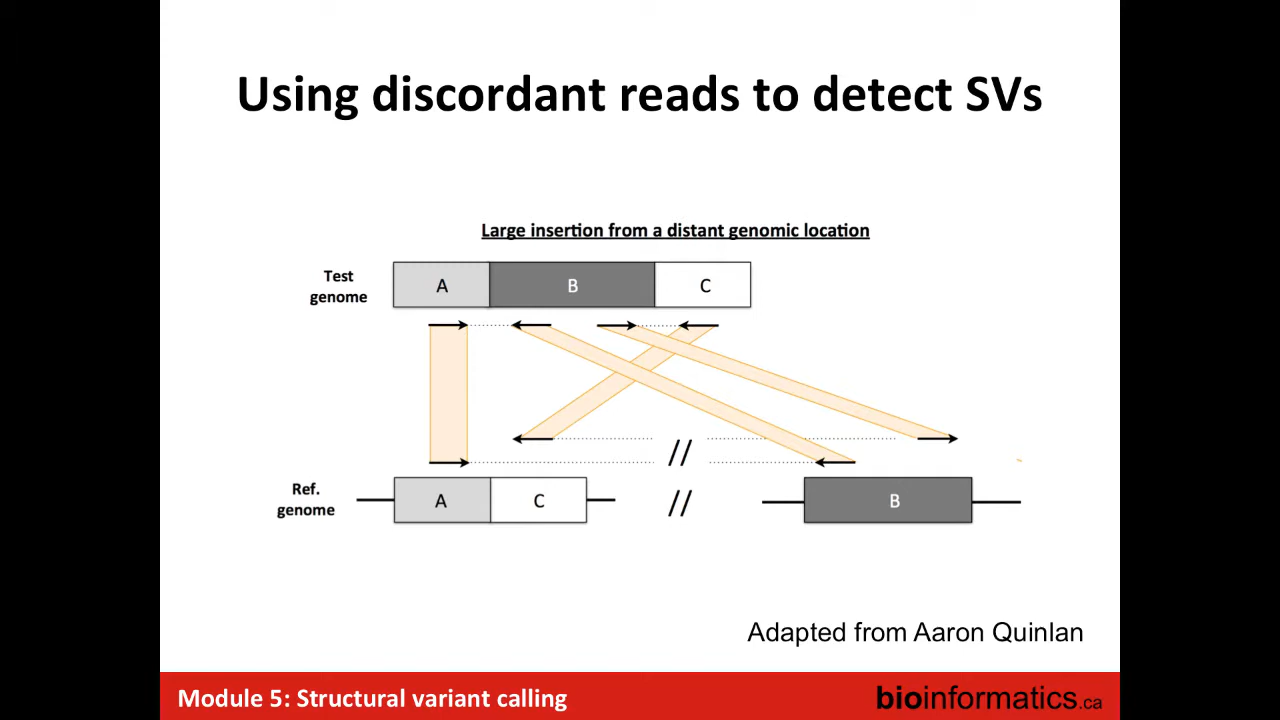 Using discordant reads to detect SVs
Large insertion from a distant genomic location
Test
genome
A B C
//
Ref.
genome
A C // B
Adapted from Aaron Quinlan
Module 5: Structural variant calling
bioinformatics.ca